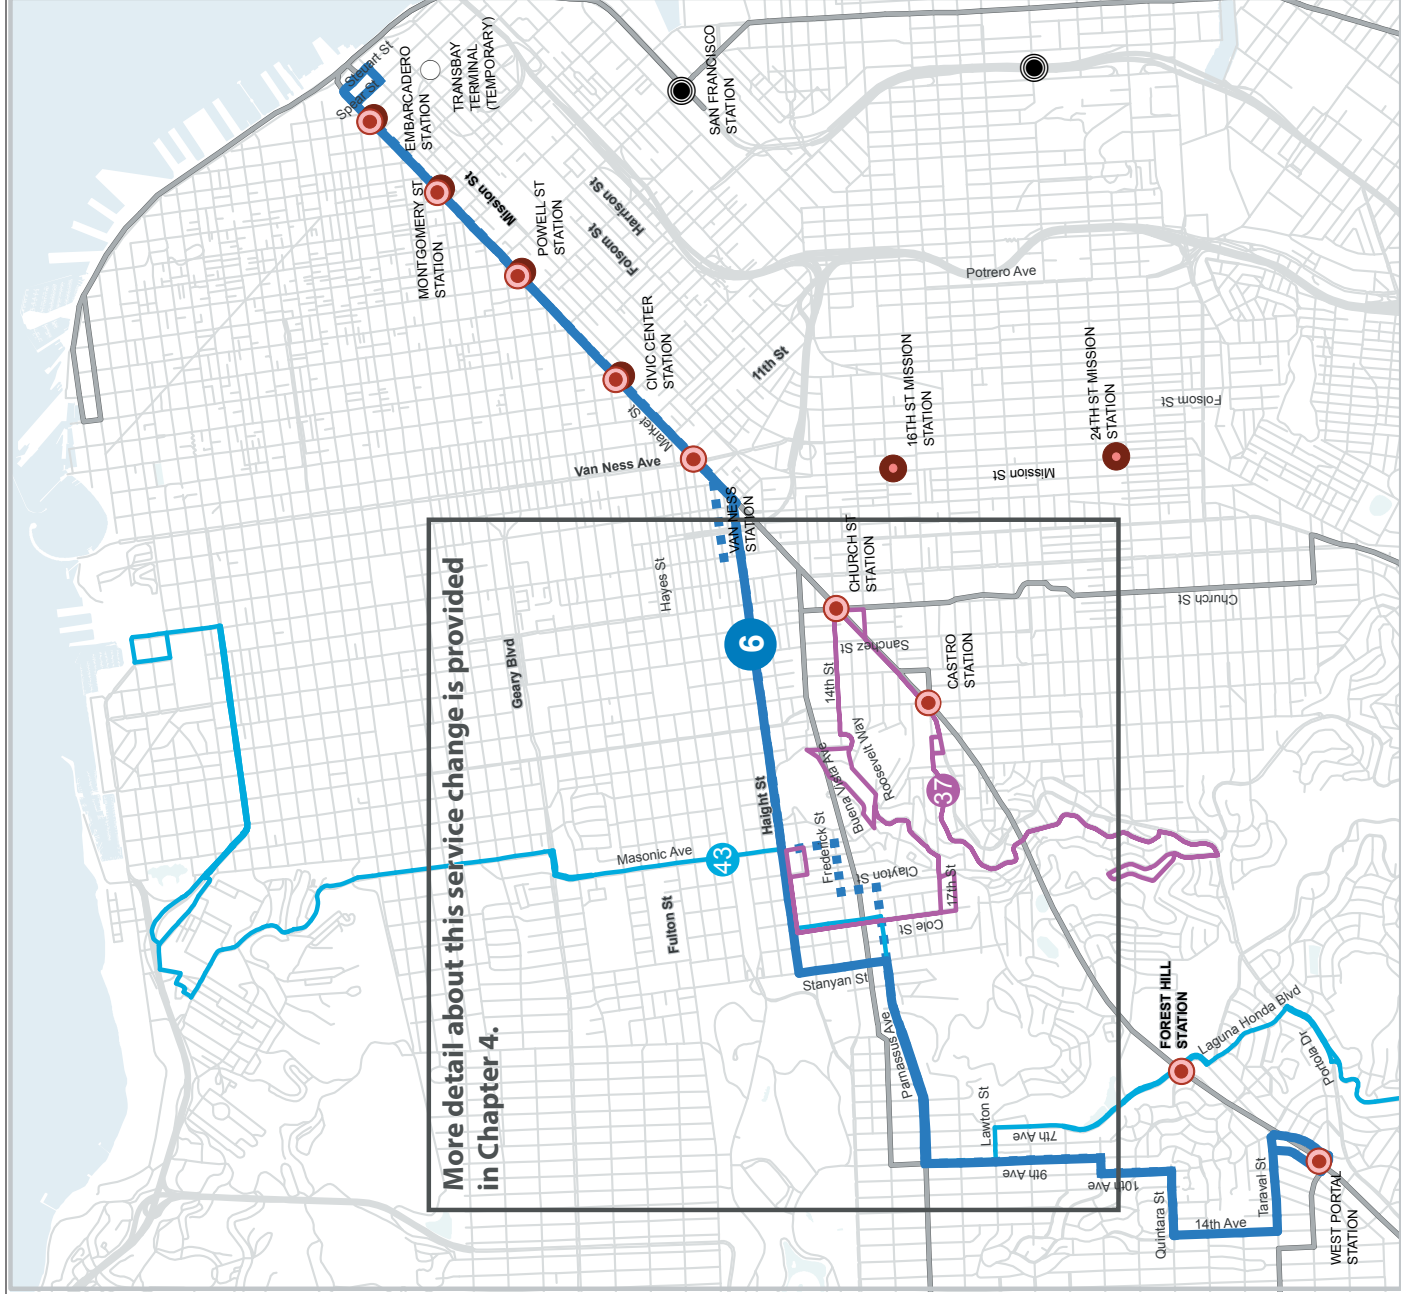 Steuart St
Spear St
EMBARCADERO
STATION
TRANSBAY
TERMINAL
(TEMPORARY)
SAN FRANCISCO
STATION
MONTGOMERY ST
STATION
Mission St
POWELL ST
STATION
Harrison St
Folsom St
Potrero Ave
CIVIC CENTER
STATION
11th St
Market St
Van Ness Ave
16TH ST MISSION
STATION
24TH ST MISSION
STATION
Folsom St
Mission St
VAN NESS
STATION
More detail about this service change is provided
in Chapter 4.
Hayes St
CHURCH ST
STATION
Church St
Geary Blvd
6
Sanchez St
14th St
CASTRO
STATION
Haight St
Buena Vista Ave
Roosevelt Way
37
Masonic Ave
43
Frederick St
Clayton St
17th St
Fulton St
Cole St
Stanyan St
Parnassus Ave
FOREST HILL
STATION
Laguna Honda Blvd
Portola Dr
Lawton St
7th Ave
9th Ave
10th Ave
Quintara St
14th Ave
Taraval St
WEST PORTAL
STATION